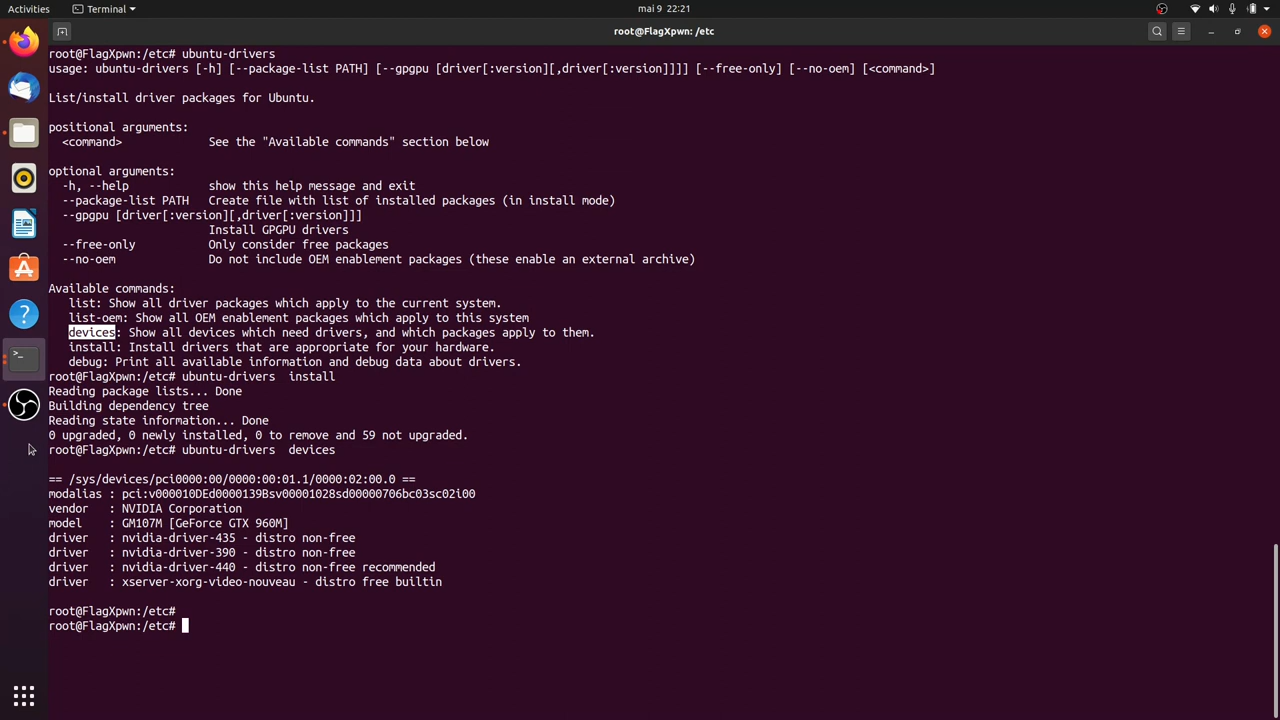 Activities
Terminal
mai 9 22:21
root@FlagXpwn: /etc
root@FlagXpwn:/etc# ubuntu-drivers
usage: ubuntu-drivers [-h] [--package-list PATH] [--gpgpu [driver[:version][,driver[:version]]]] [--free-only] [--no-oem] [<command>]
List/install driver packages for Ubuntu.
positional arguments:
<command>            See the "Available commands" section below
optional arguments:
-h, --help           show this help message and exit
--package-list PATH  Create file with list of installed packages (in install mode)
--gpgpu [driver[:version][,driver[:version]]]
Install GPGPU drivers
--free-only          Only consider free packages
--no-oem             Do not include OEM enablement packages (these enable an external archive)
Available commands:
list: Show all driver packages which apply to the current system.
list-oem: Show all OEM enablement packages which apply to this system
devices: Show all devices which need drivers, and which packages apply to them.
install: Install drivers that are appropriate for your hardware.
debug: Print all available information and debug data about drivers.
root@FlagXpwn:/etc# ubuntu-drivers  install
Reading package lists... Done
Building dependency tree
Reading state information... Done
0 upgraded, 0 newly installed, 0 to remove and 59 not upgraded.
root@FlagXpwn:/etc# ubuntu-drivers  devices
== /sys/devices/pci0000:00/0000:00:01.1/0000:02:00.0 ==
modalias : pci:v000010DEd0000139Bsv00001028sd00000706bc03sc02i00
vendor   : NVIDIA Corporation
model    : GM107M [GeForce GTX 960M]
driver   : nvidia-driver-435 - distro non-free
driver   : nvidia-driver-390 - distro non-free
driver   : nvidia-driver-440 - distro non-free recommended
driver   : xserver-xorg-video-nouveau - distro free builtin
root@FlagXpwn:/etc#
root@FlagXpwn:/etc#